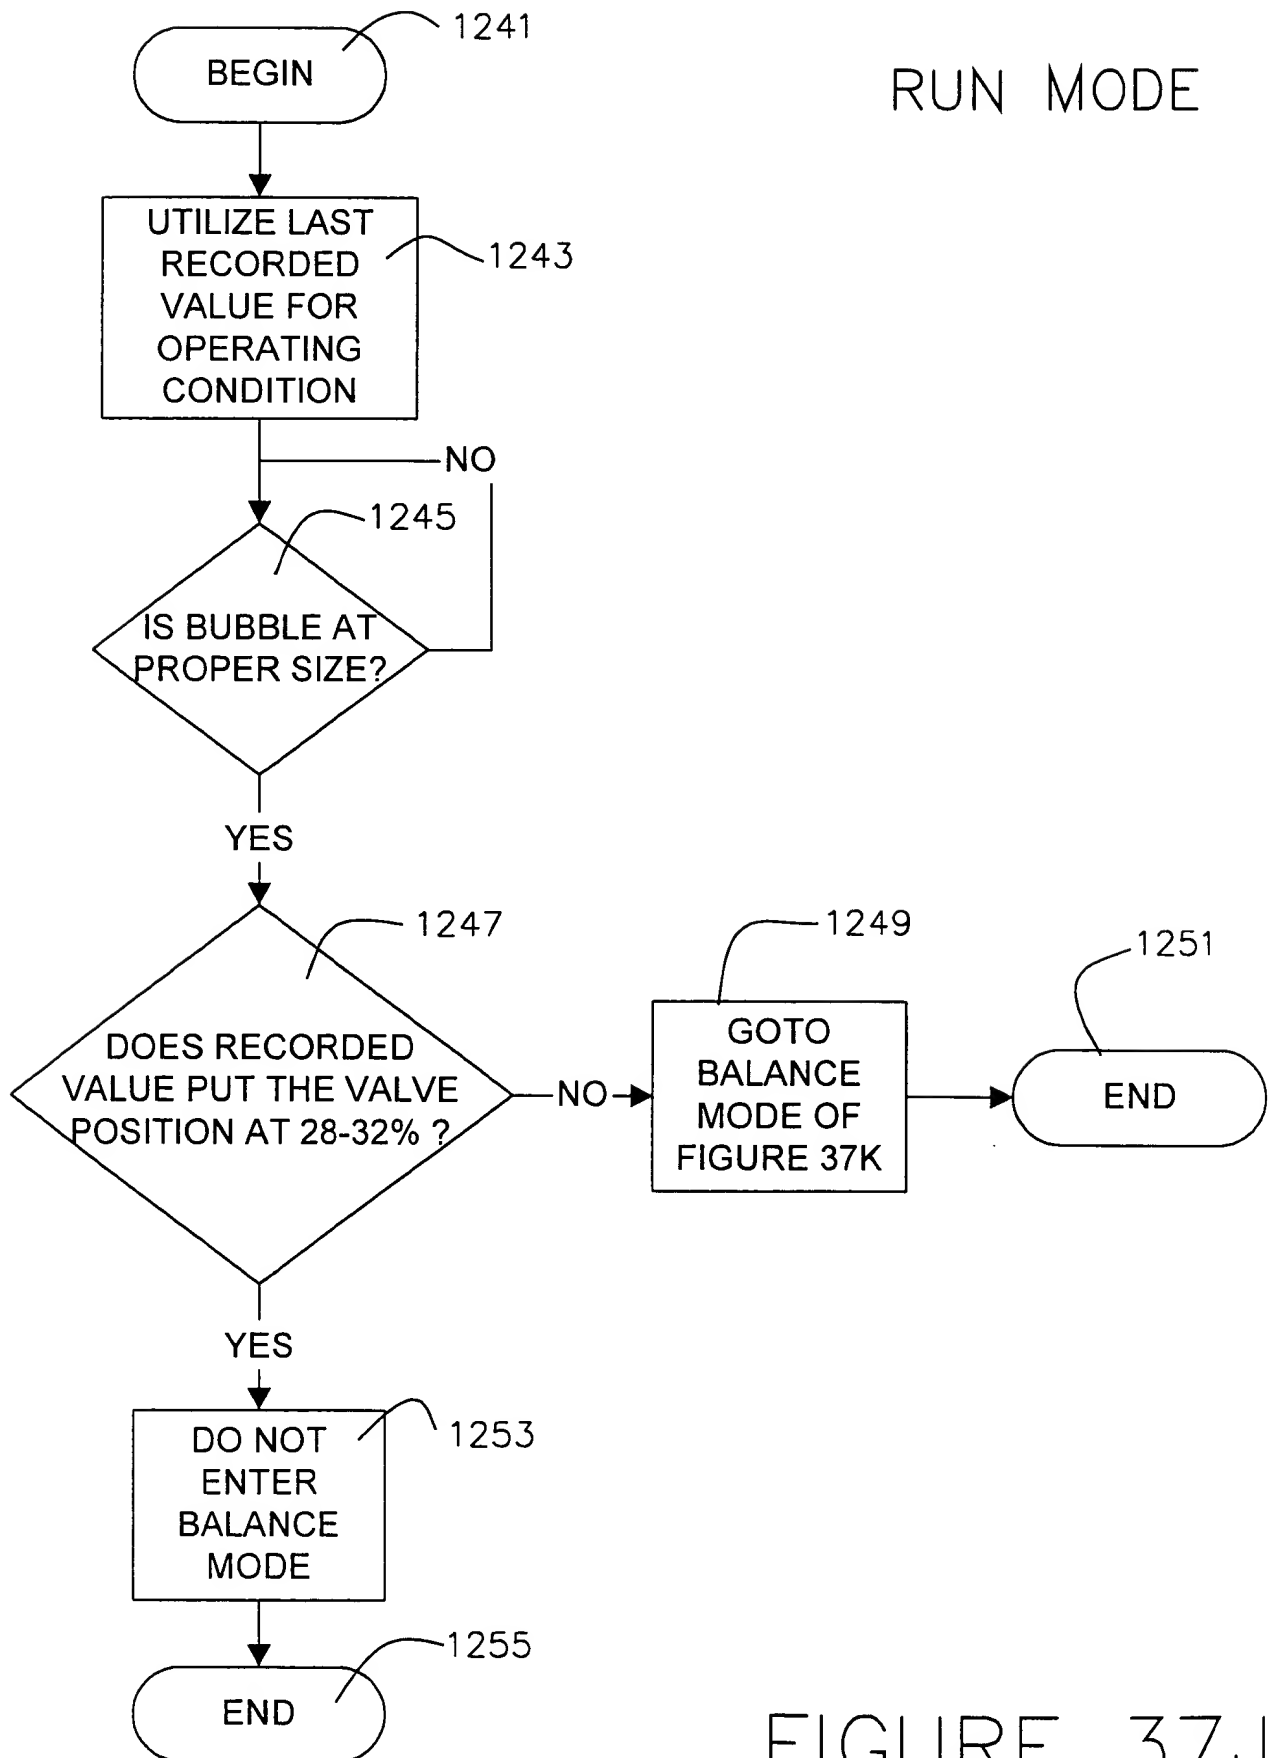 1241
BEGIN
RUN MODE
UTILIZE LAST
RECORDED
VALUE FOR
OPERATING
CONDITION
1243
NO
1245
IS BUBBLE AT
PROPER SIZE?
YES
1247
1249
1251
DOES RECORDED
VALUE PUT THE VALVE
POSITION AT 28-32% ?
NO
GOTO
BALANCE
MODE OF
FIGURE 37K
END
YES
DO NOT
ENTER
BALANCE
MODE
1253
1255
END
FIGURE 37J